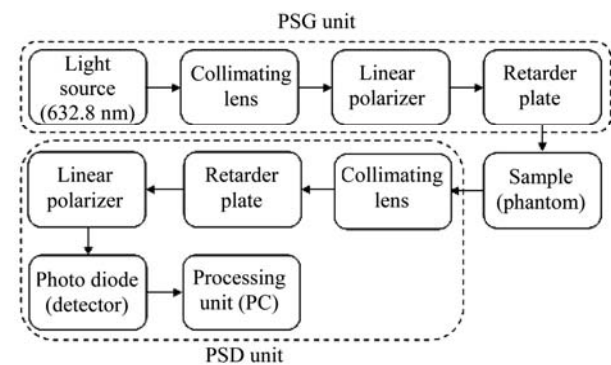 PSG unit
Light
source
(632.8 nm)
Collimating
lens
Linear
polarizer
Retarder
plate
Linear
polarizer
Retarder
plate
Collimating
lens
Sample
(phantom)
Photo diode
(detector)
Processing
unit (PC)
PSD unit